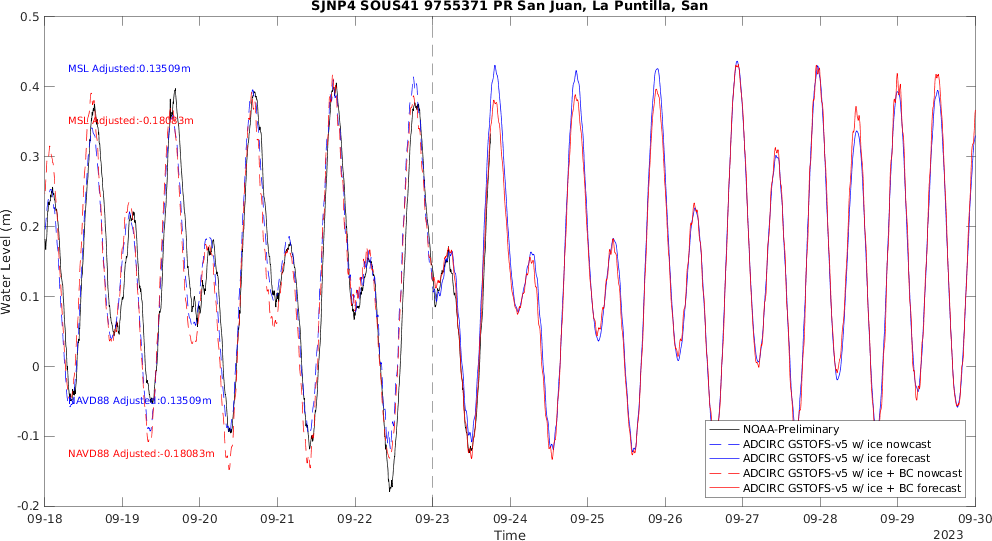 SJNP4 SOUS41 9755371 PR San Juan, La Puntilla, San
0.5
0.4
0.3
0.2
0.1
0
-0.1
-0.2
Water Level (m)
MSL Adjusted:0.13509m
MSL Adjusted:-0.18083m
NAVD88 Adjusted:0.13509m
NAVD88 Adjusted:-0.18083m
NOAA-Preliminary
ADCIRC GSTOFS-v5 w/ ice nowcast
ADCIRC GSTOFS-v5 w/ ice forecast
ADCIRC GSTOFS-v5 w/ ice + BC nowcast
ADCIRC GSTOFS-v5 w/ ice + BC forecast
09-18 09-19 09-20 09-21 09-22 09-23 09-24 09-25 09-26 09-27 09-28 09-29 09-30
Time
2023